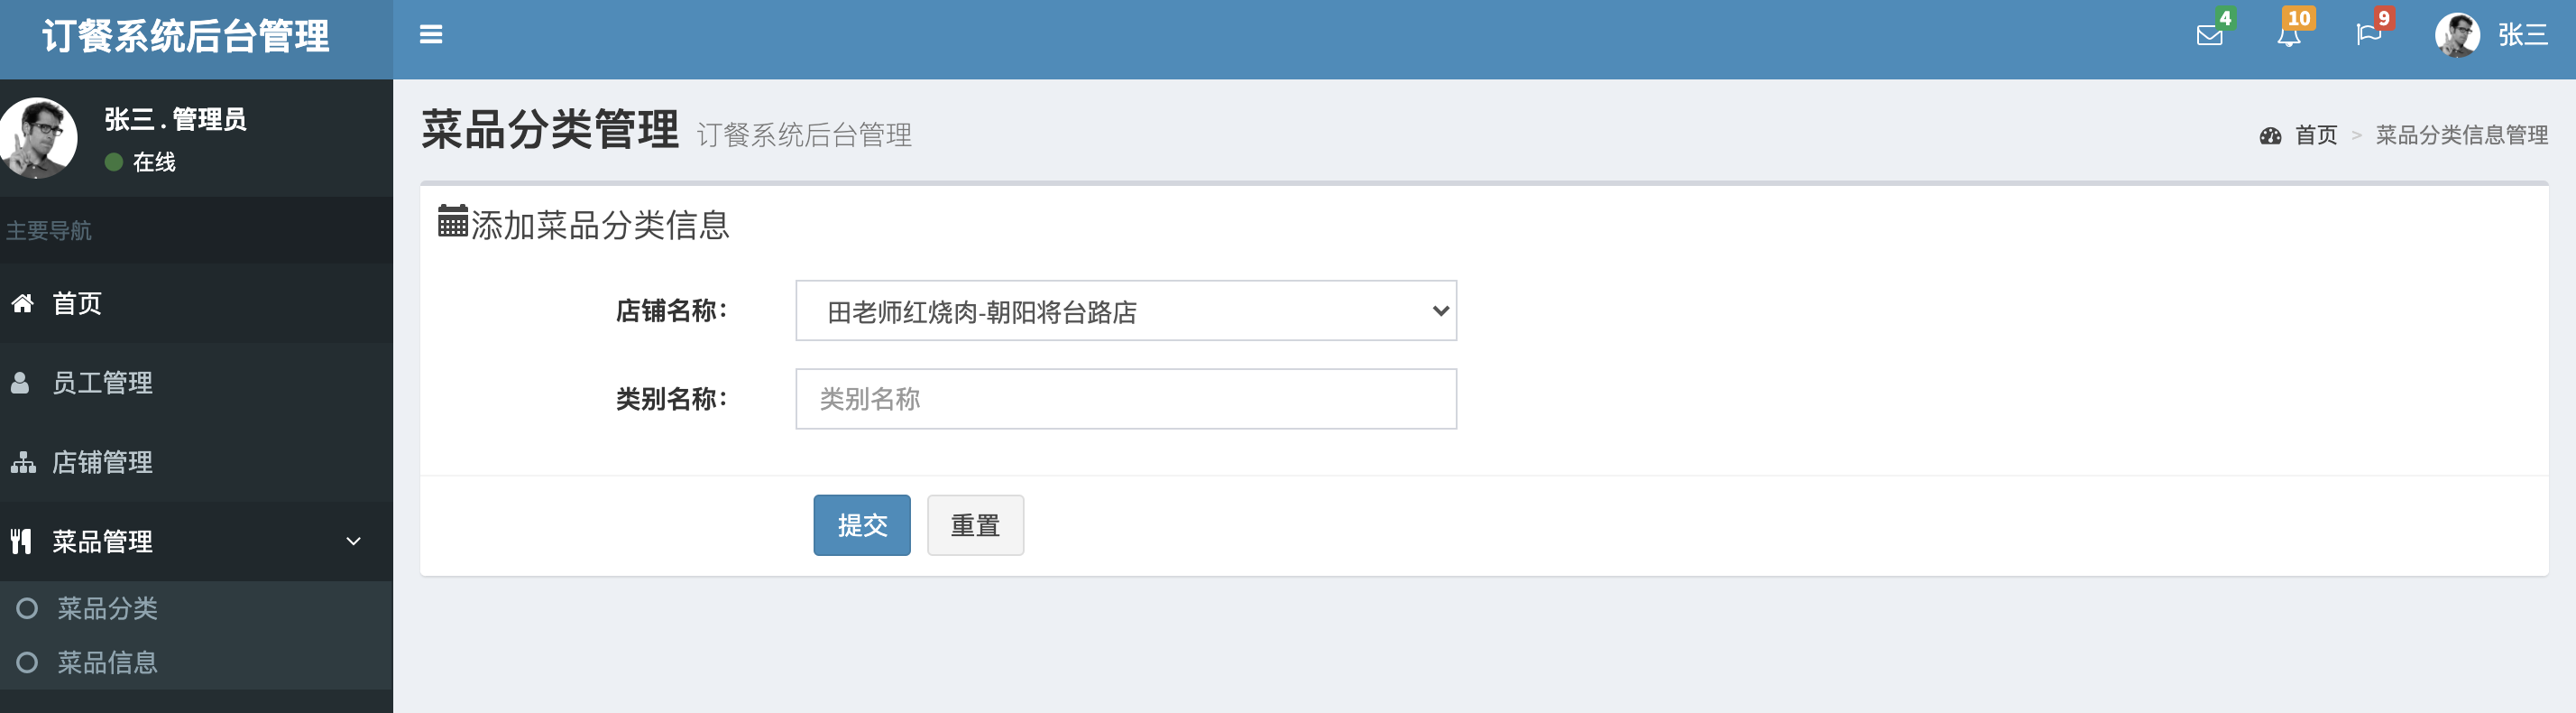 订餐系统后台管理
4
10
9
张三
张三 . 管理员
在线
主要导航
首页
员工管理
店铺管理
菜品管理
菜品分类
菜品信息
菜品分类管理 订餐系统后台管理
首页 > 菜品分类信息管理
添加菜品分类信息
店铺名称： 田老师红烧肉-朝阳将台路店
类别名称： 类别名称
提交 重置